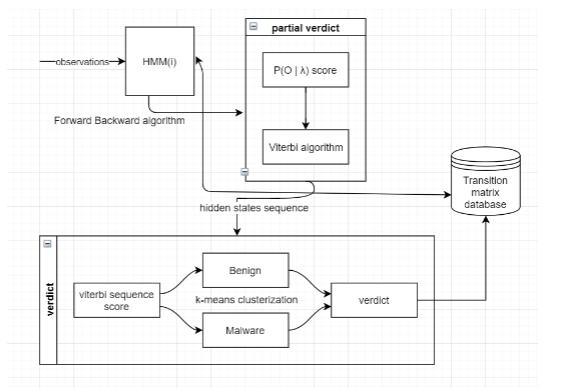 partial verdict
observations
HMM(i)
P(O | λ) score
Forward Backward algorithm
Viterbi algorithm
Transition
matrix
database
hidden states sequence
verdict
viterbi sequence
score
Benign
k-means clusterization
Malware
verdict